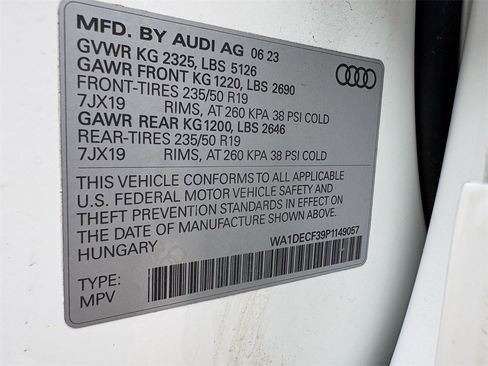 MFD. BY AUDI AG 06 23
GVWR KG 2325, LBS 5126
GAWR FRONT KG 1220, LBS 2690
FRONT-TIRES 235/50 R19
7JX19 RIMS, AT 260 KPA 38 PSI COLD
GAWR REAR KG1200, LBS 2646
REAR-TIRES 235/50 R19
7JX19 RIMS, AT 260 KPA 38 PSI COLD
THIS VEHICLE CONFORMS TO ALL APPLICABLE
U.S. FEDERAL MOTOR VEHICLE SAFETY AND
THEFT PREVENTION STANDARDS IN EFFECT ON
THE DATE OF MANUFACTURE SHOWN ABOVE
HUNGARY
WA1DECF39P1149057
TYPE:
MPV